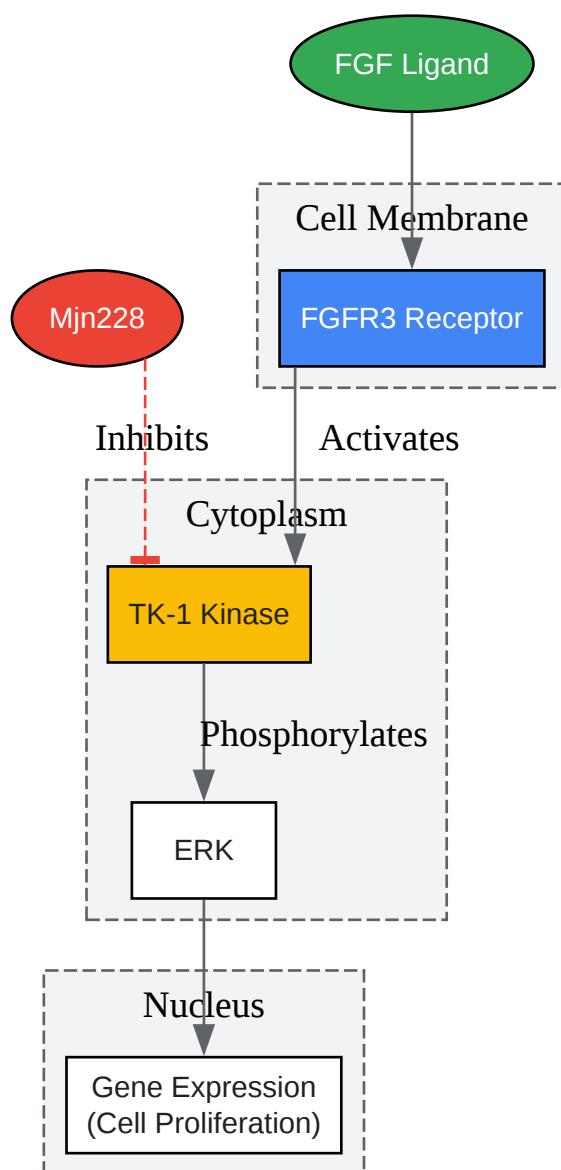 FGF Ligand
Cell Membrane
Mjn228
FGFR3 Receptor
Inhibits
Activates
Cytoplasm
TK-1 Kinase
Phosphorylates
ERK
Nucleus
Gene Expression
(Cell Proliferation)